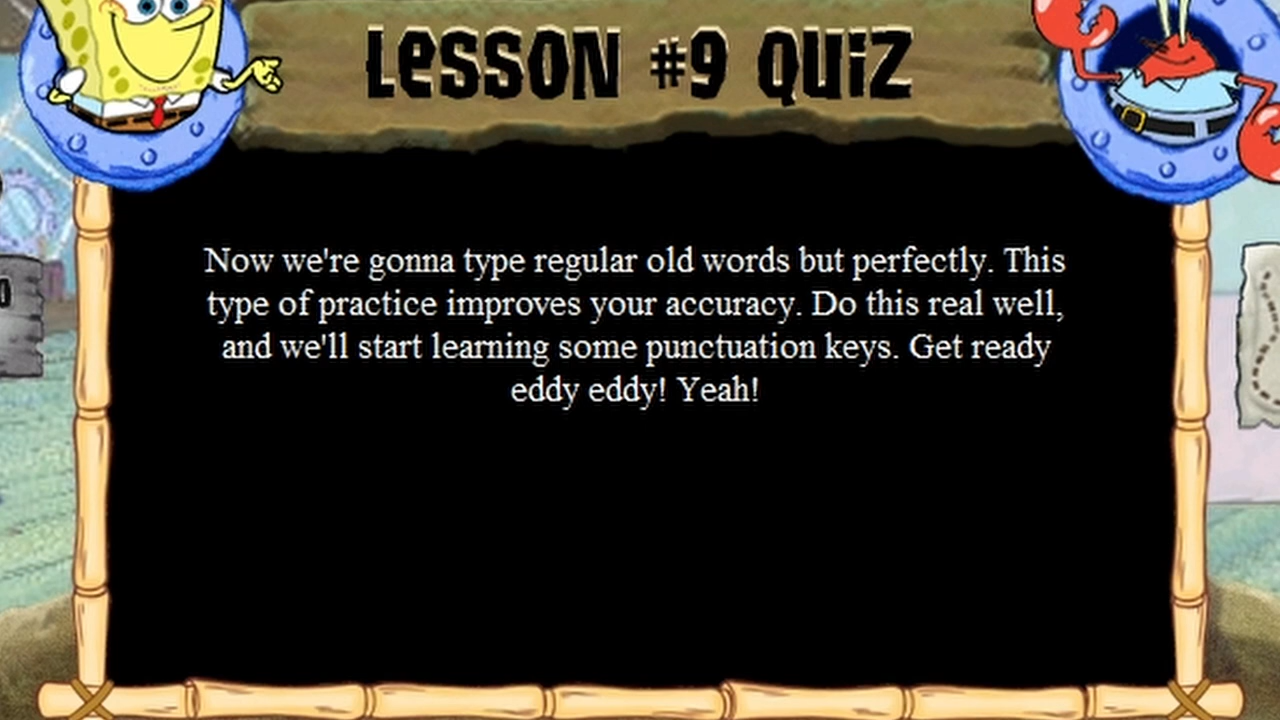 LESSON #9 QUIZ
Now we're gonna type regular old words but perfectly. This
type of practice improves your accuracy. Do this real well,
and we'll start learning some punctuation keys. Get ready
eddy eddy! Yeah!